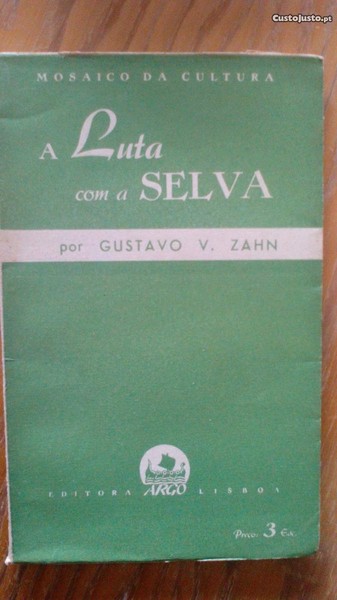 CustoJusto.pt
MOSAICO DA CULTURA
A Luta
com a SELVA
por GUSTAVO V. ZAHN
EDITORA ARGO LISBOA
Preço: 3 Es.